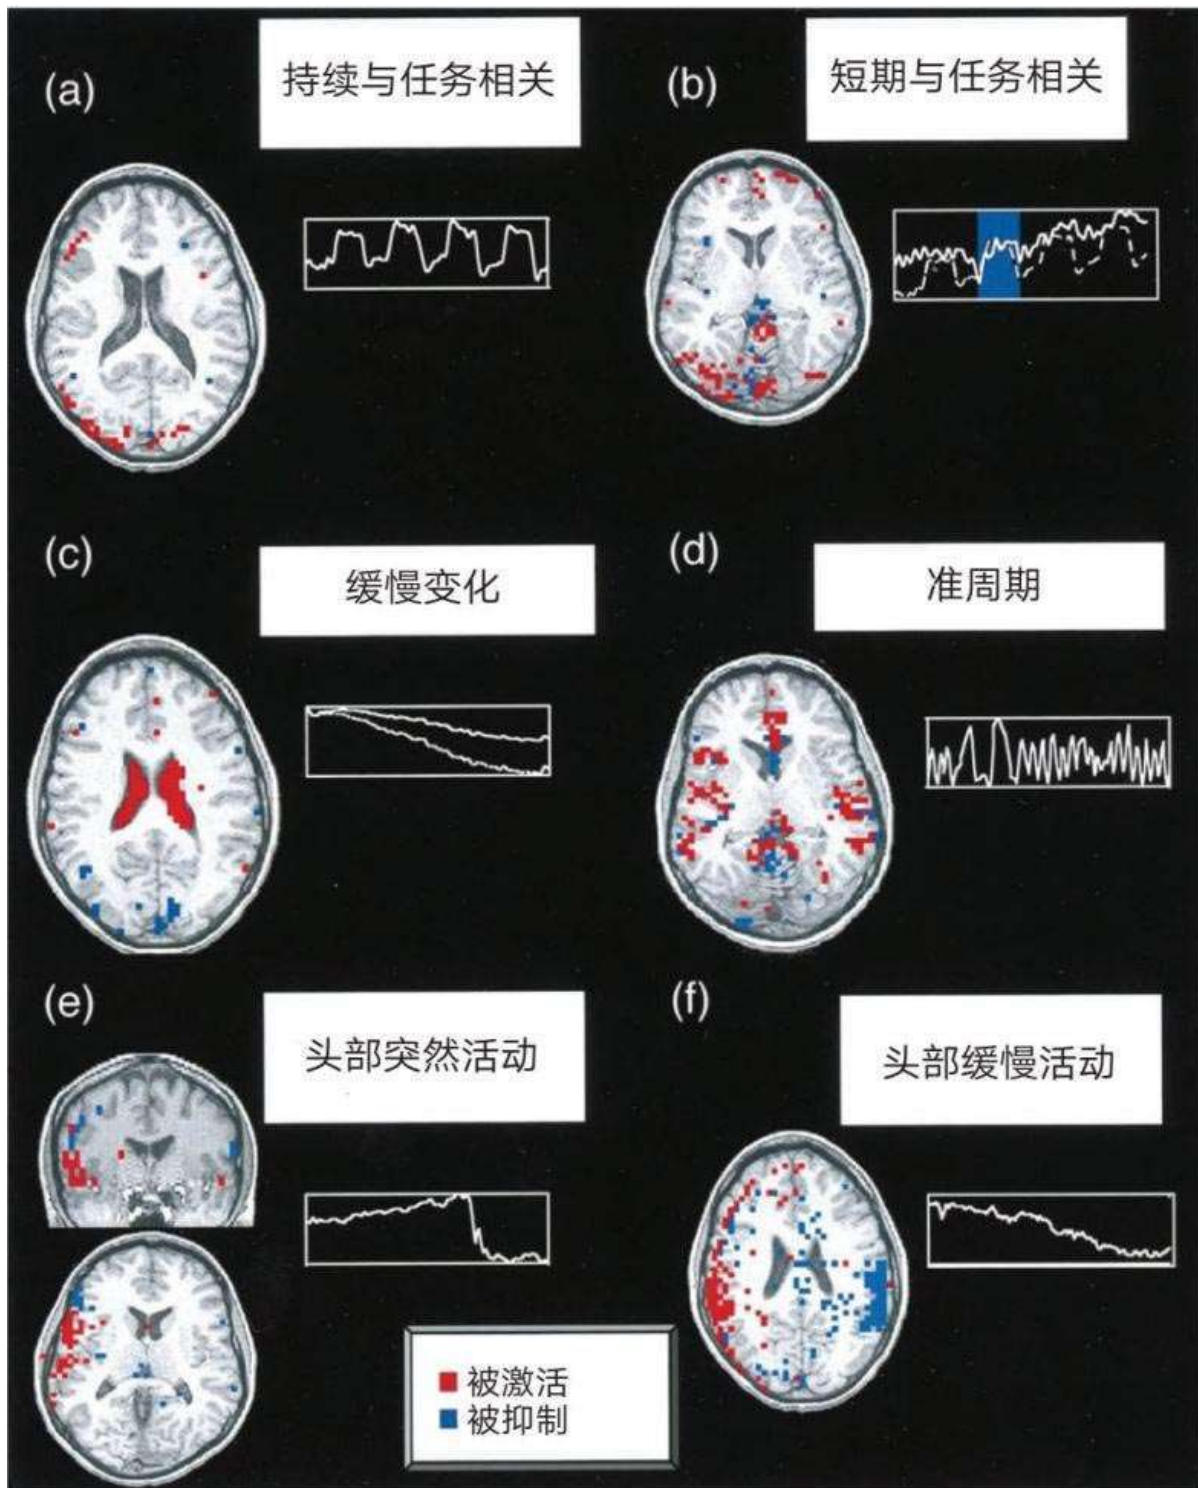 (a)
持续与任务相关
(b)
短期与任务相关
(c)
缓慢变化
(d)
准周期
(e)
头部突然活动
(f)
头部缓慢活动
被激活
被抑制